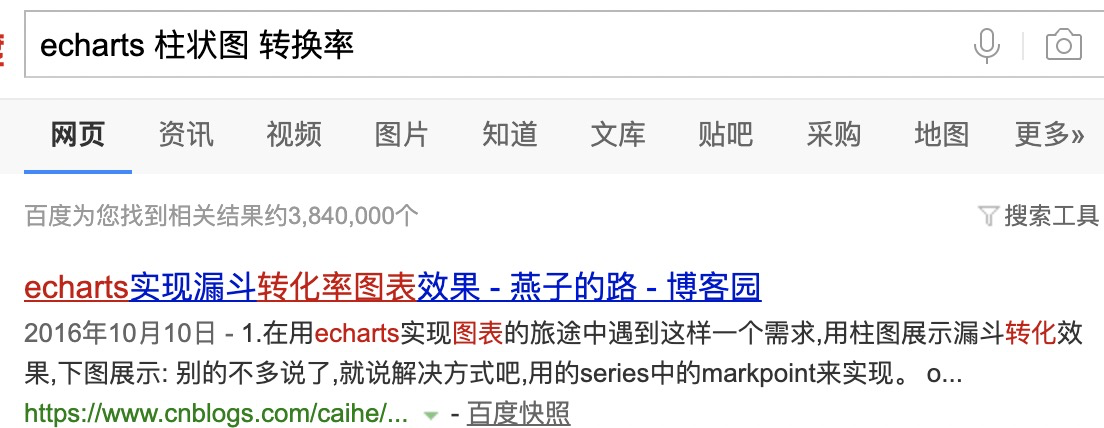 echarts 柱状图 转换率
网页 资讯 视频 图片 知道 文库 贴吧 采购 地图 更多»
百度为您找到相关结果约3,840,000个 搜索工具
echarts实现漏斗转化率图表效果 - 燕子的路 - 博客园
2016年10月10日 - 1.在用echarts实现图表的旅途中遇到这样一个需求,用柱图展示漏斗转化效
果,下图展示: 别的不多说了,就说解决方式吧,用的series中的markpoint来实现。 o...
https://www.cnblogs.com/caihe/... - 百度快照